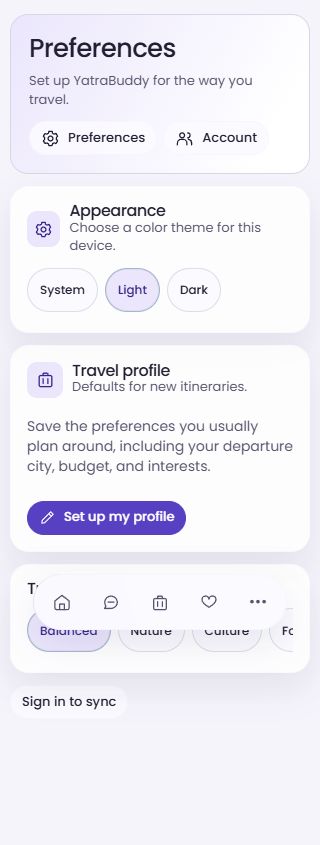 Preferences
Set up YatraBuddy for the way you
travel.
Preferences
Account
Appearance
Choose a color theme for this
device.
System
Light
Dark
Travel profile
Defaults for new itineraries.
Save the preferences you usually
plan around, including your departure
city, budget, and interests.
Set up my profile
Balanced
Nature
Culture
Sign in to sync